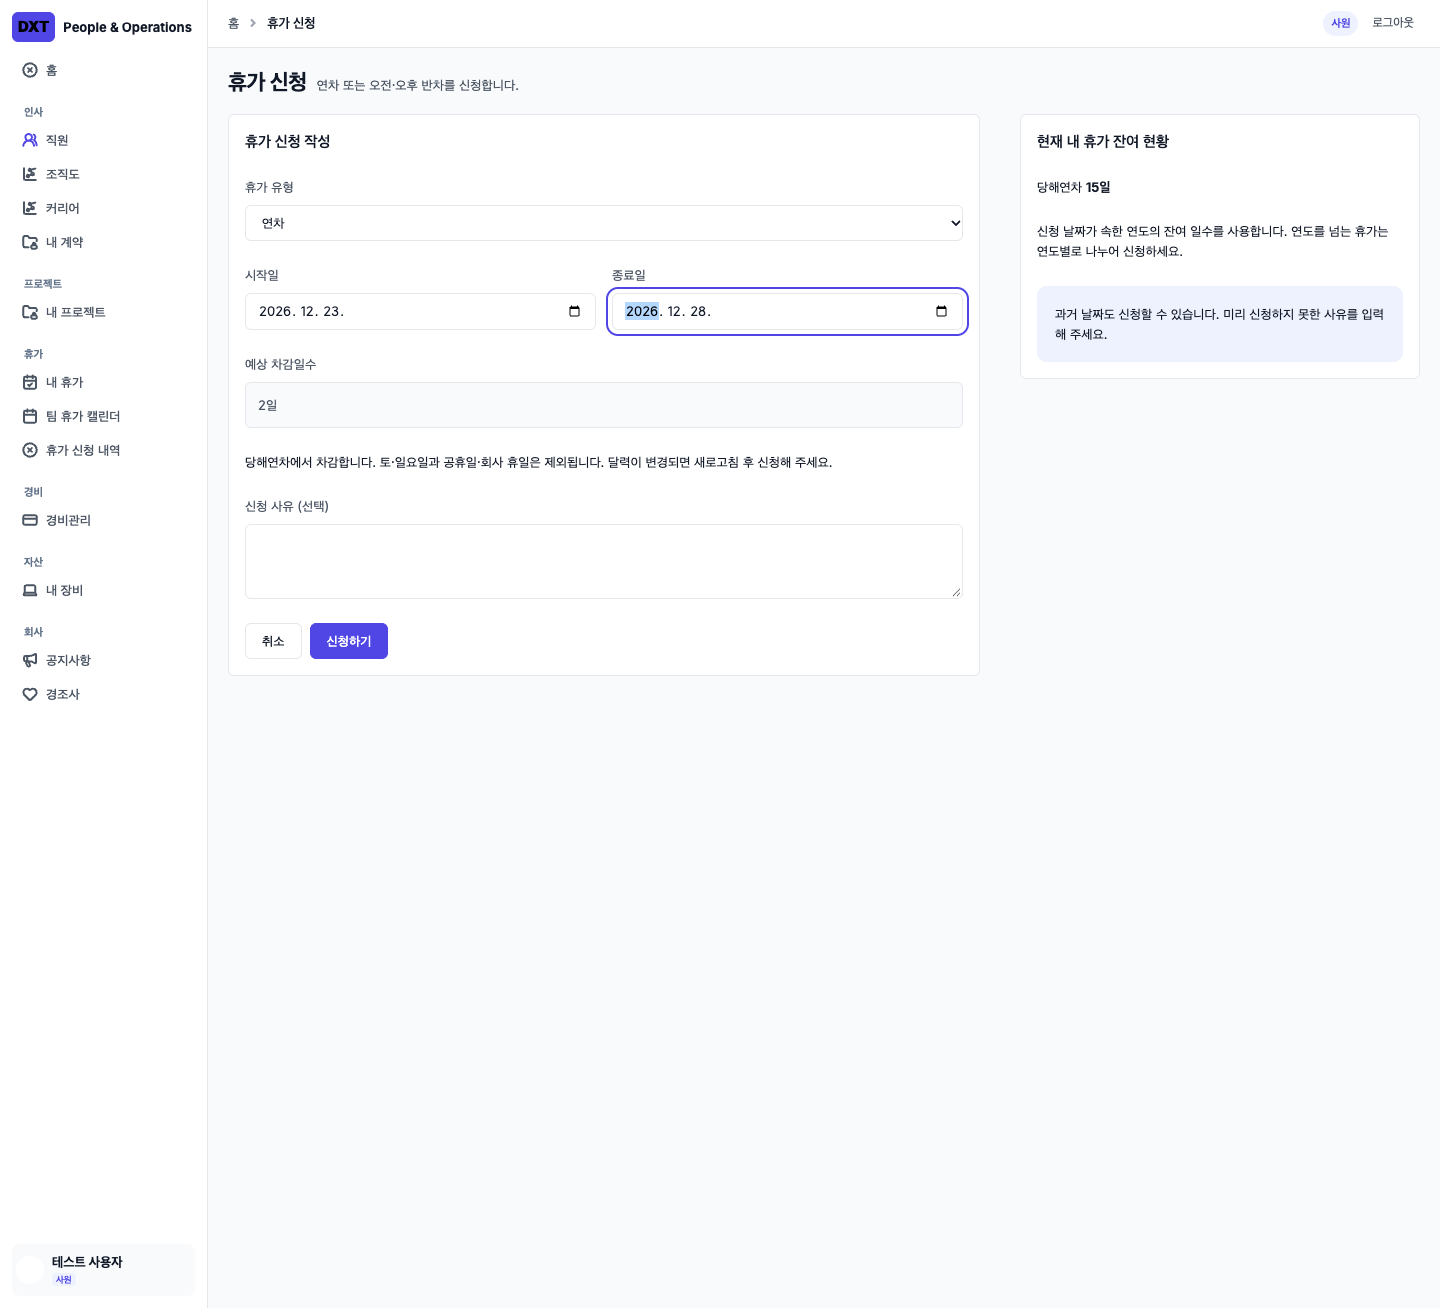 DXT People & Operations
홈
인사
직원
조직도
커리어
내 계약
프로젝트
내 프로젝트
휴가
내 휴가
팀 휴가 캘린더
휴가 신청 내역
경비
경비관리
자산
내 장비
회사
공지사항
경조사
테스트 사용자
사원
홈 > 휴가 신청
사원 로그아웃
휴가 신청 연차 또는 오전·오후 반차를 신청합니다.
휴가 신청 작성
휴가 유형
연차
시작일 종료일
2026. 12. 23. 2026. 12. 28.
예상 차감일수
2일
당해연차에서 차감합니다. 토·일요일과 공휴일·회사 휴일은 제외됩니다. 달력이 변경되면 새로고침 후 신청해 주세요.
신청 사유 (선택)
취소 신청하기
현재 내 휴가 잔여 현황
당해연차 15일
신청 날짜가 속한 연도의 잔여 일수를 사용합니다. 연도를 넘는 휴가는
연도별로 나누어 신청하세요.
과거 날짜도 신청할 수 있습니다. 미리 신청하지 못한 사유를 입력
해 주세요.